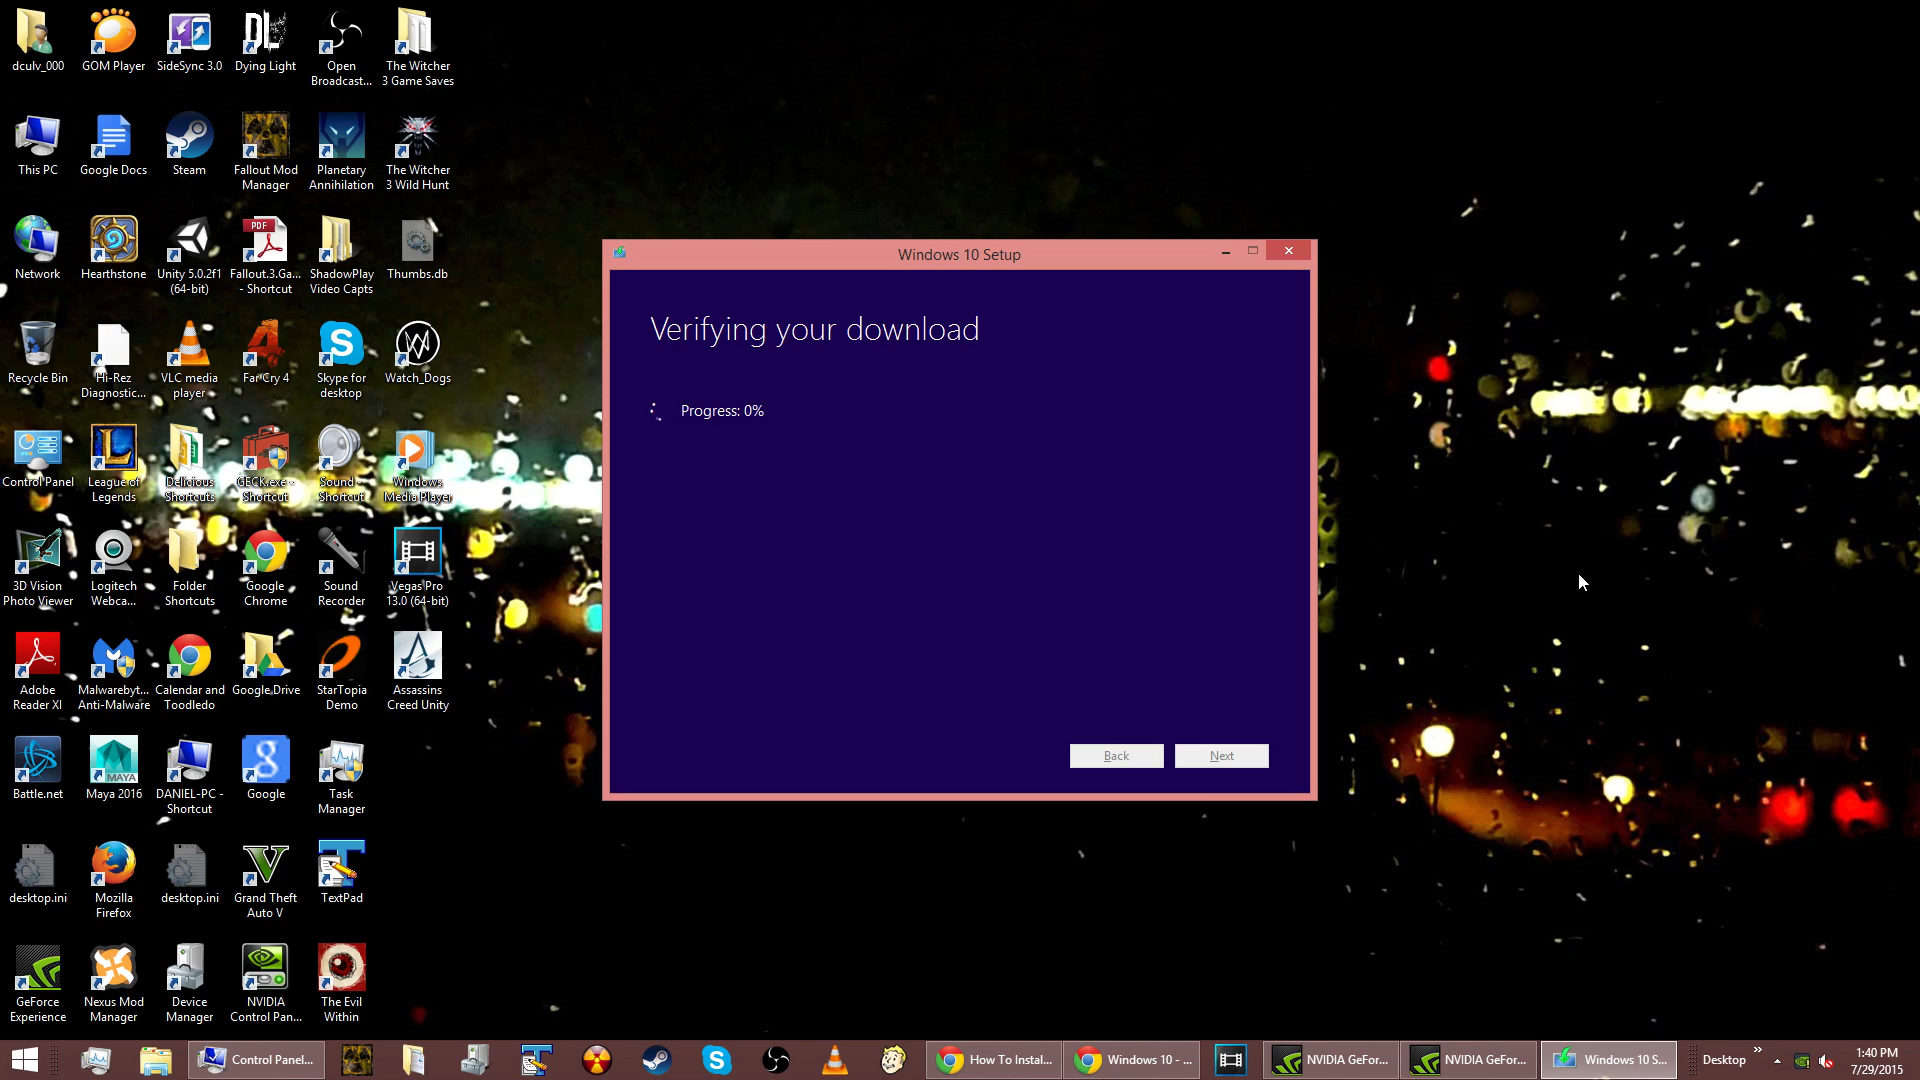 dculv_000
GOM Player
SideSync 3.0
DL
Dying Light
Open
Broadcast...
The Witcher
3 Game Saves
This PC
Google Docs
Steam
Fallout Mod
Manager
Planetary
Annihilation
The Witcher
3 Wild Hunt
Network
Hearthstone
Unity 5.0.2f1
(64-bit)
PDF
Fallout.3.Ga...
- Shortcut
ShadowPlay
Video Capts
Thumbs.db
Recycle Bin
Hi-Rez
Diagnostic...
VLC media
player
Far Cry 4
Skype for
desktop
Watch_Dogs
Control Panel
League of
Legends
Delicious
Shortcuts
GECK.exe -
Shortcut
Sound -
Shortcut
Windows
Media Player
3D Vision
Photo Viewer
Logitech
Webca...
Folder
Shortcuts
Google
Chrome
Sound
Recorder
Vegas Pro
13.0 (64-bit)
Adobe
Reader XI
Malwarebyt...
Anti-Malware
Calendar and
Toodledo
Google Drive
StarTopia
Demo
Assassins
Creed Unity
Battle.net
MAYA
Maya 2016
DANIEL-PC -
Shortcut
Google
Task
Manager
desktop.ini
Mozilla
Firefox
desktop.ini
Grand Theft
Auto V
TextPad
GeForce
Experience
Nexus Mod
Manager
Device
Manager
NVIDIA
Control Pan...
The Evil
Within
Windows 10 Setup
Verifying your download
Progress: 0%
Back
Next
Control Panel...
How To Instal...
Windows 10 - ...
NVIDIA GeFor...
NVIDIA GeFor...
Windows 10 S...
Desktop
1:40 PM
7/29/2015